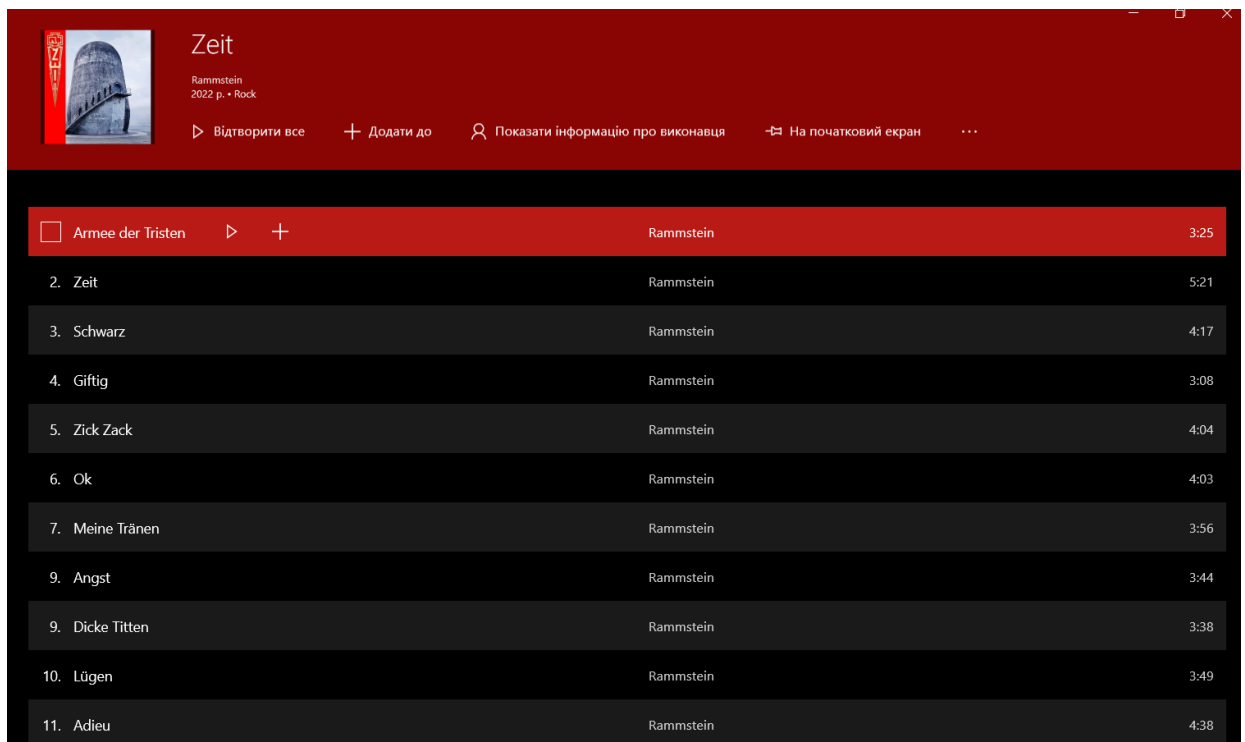 Zeit
Rammstein
2022 р. • Rock
Відтворити все Додати до Показати інформацію про виконавця На початковий екран ...
Armee der Tristen Rammstein 3:25
2. Zeit Rammstein 5:21
3. Schwarz Rammstein 4:17
4. Giftig Rammstein 3:08
5. Zick Zack Rammstein 4:04
6. Ok Rammstein 4:03
7. Meine Tränen Rammstein 3:56
9. Angst Rammstein 3:44
9. Dicke Titten Rammstein 3:38
10. Lügen Rammstein 3:49
11. Adieu Rammstein 4:38